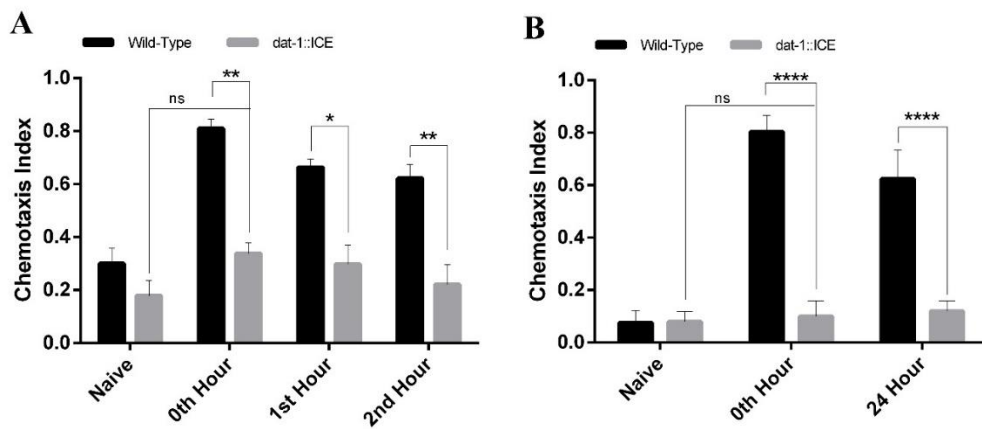 A
Wild-Type dat-1::ICE
Chemotaxis Index
1.0
0.8
0.6
0.4
0.2
0.0
ns
**
*
**
Naive
0th Hour
1st Hour
2nd Hour
B
Wild-Type dat-1::ICE
Chemotaxis Index
1.0
0.8
0.6
0.4
0.2
0.0
ns
****
****
Naive
0th Hour
24 Hour